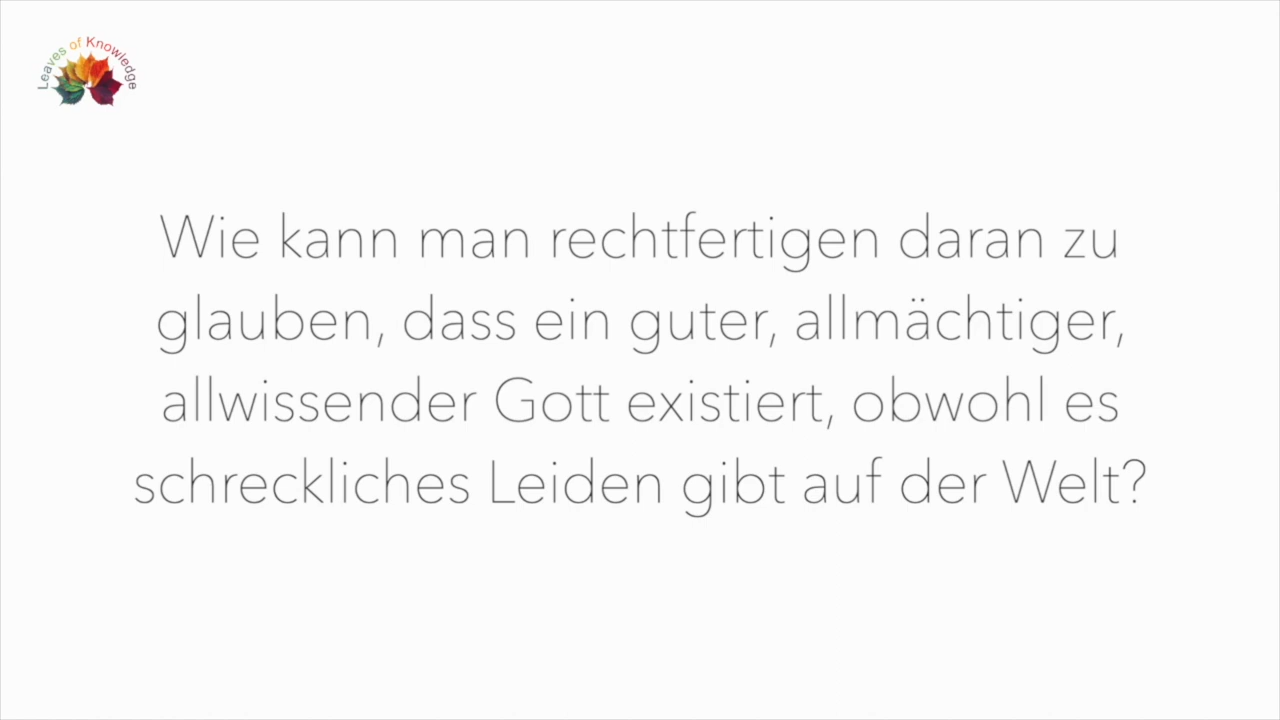 Leaves of Knowledge
Wie kann man rechtfertigen daran zu
glauben, dass ein guter, allmächtiger,
allwissender Gott existiert, obwohl es
schreckliches Leiden gibt auf der Welt?